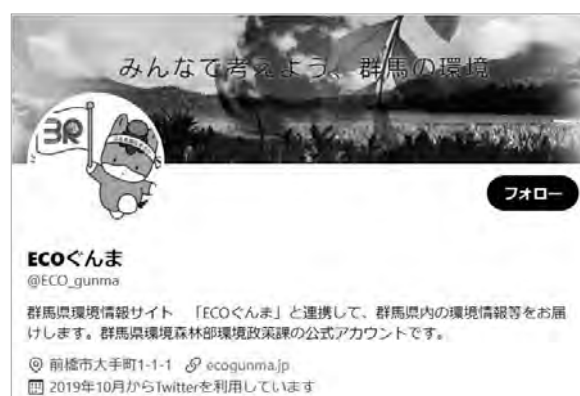 みんなで考えよう、群馬の環境
3R
フォロー
ECOぐんま
@ECO_gunma
群馬県環境情報サイト 「ECOぐんま」と連携して、群馬県内の環境情報等をお届
けします。群馬県環境森林部環境政策課の公式アカウントです。
前橋市大手町1-1-1 ecogunma.jp
2019年10月からTwitterを利用しています